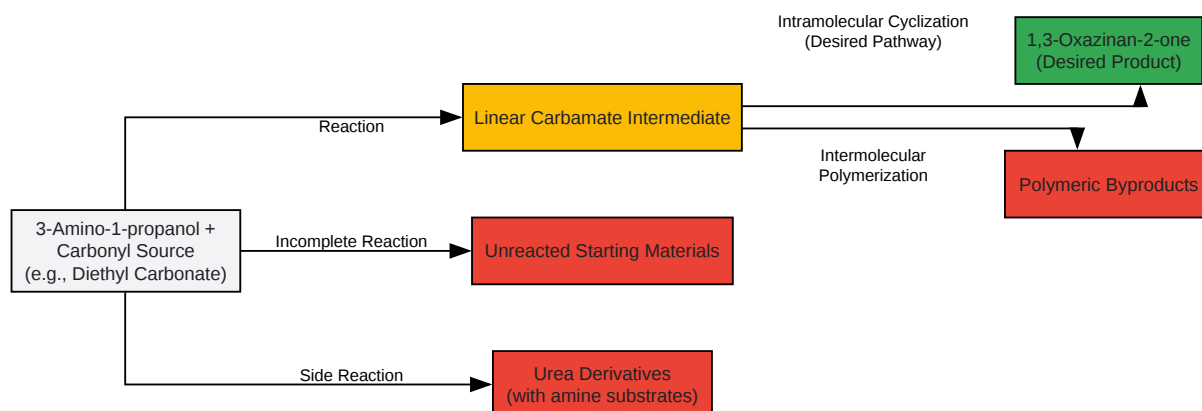 Intramolecular Cyclization
(Desired Pathway)
1,3-Oxazinan-2-one
(Desired Product)
Linear Carbamate Intermediate
Reaction
Intermolecular
Polymerization
Polymeric Byproducts
3-Amino-1-propanol +
Carbonyl Source
(e.g., Diethyl Carbonate)
Incomplete Reaction
Unreacted Starting Materials
Side Reaction
Urea Derivatives
(with amine substrates)